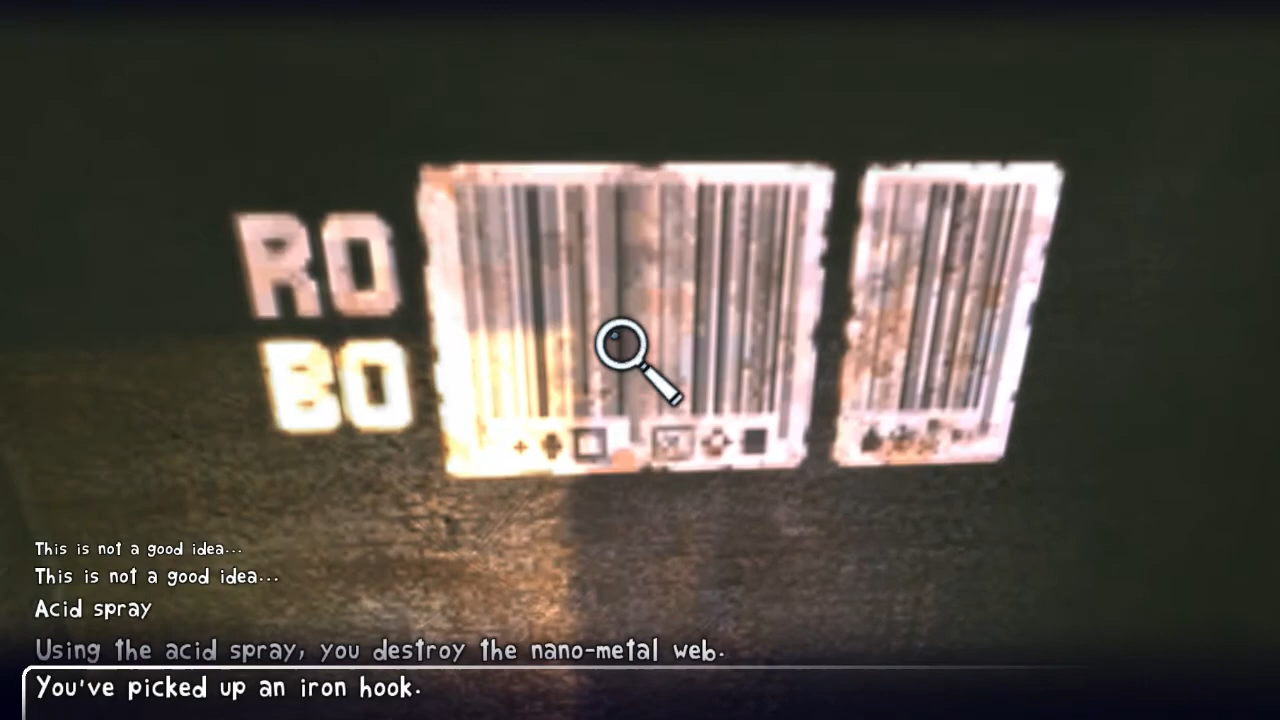 RO
BO
This is not a good idea...
This is not a good idea...
Acid spray
Using the acid spray, you destroy the nano-metal web.
You've picked up an iron hook.